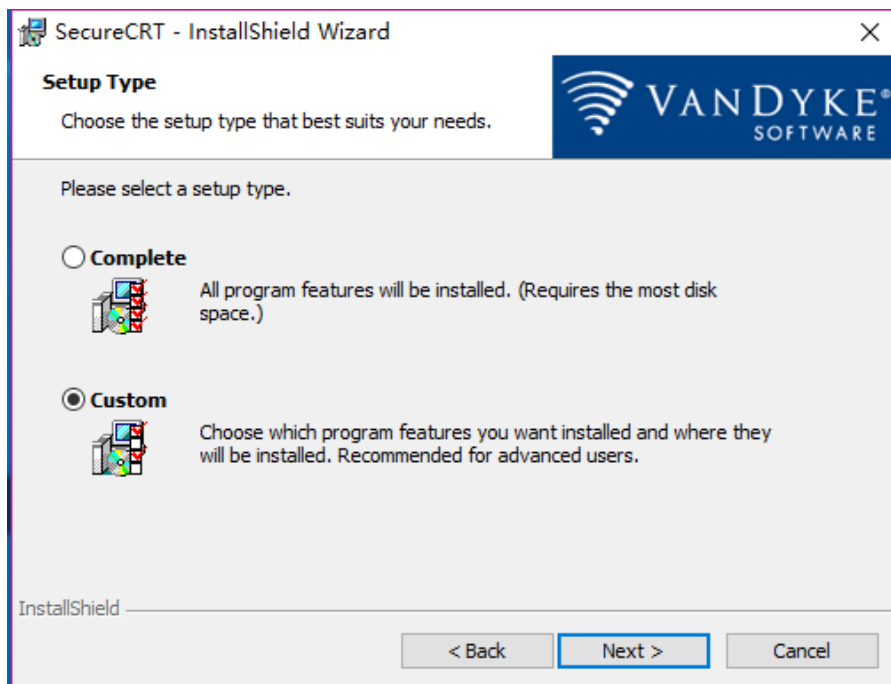 SecureCRT - InstallShield Wizard
Setup Type
Choose the setup type that best suits your needs.
VANDYKE®
SOFTWARE
Please select a setup type.
Complete
All program features will be installed. (Requires the most disk
space.)
Custom
Choose which program features you want installed and where they
will be installed. Recommended for advanced users.
InstallShield
< Back
Next >
Cancel